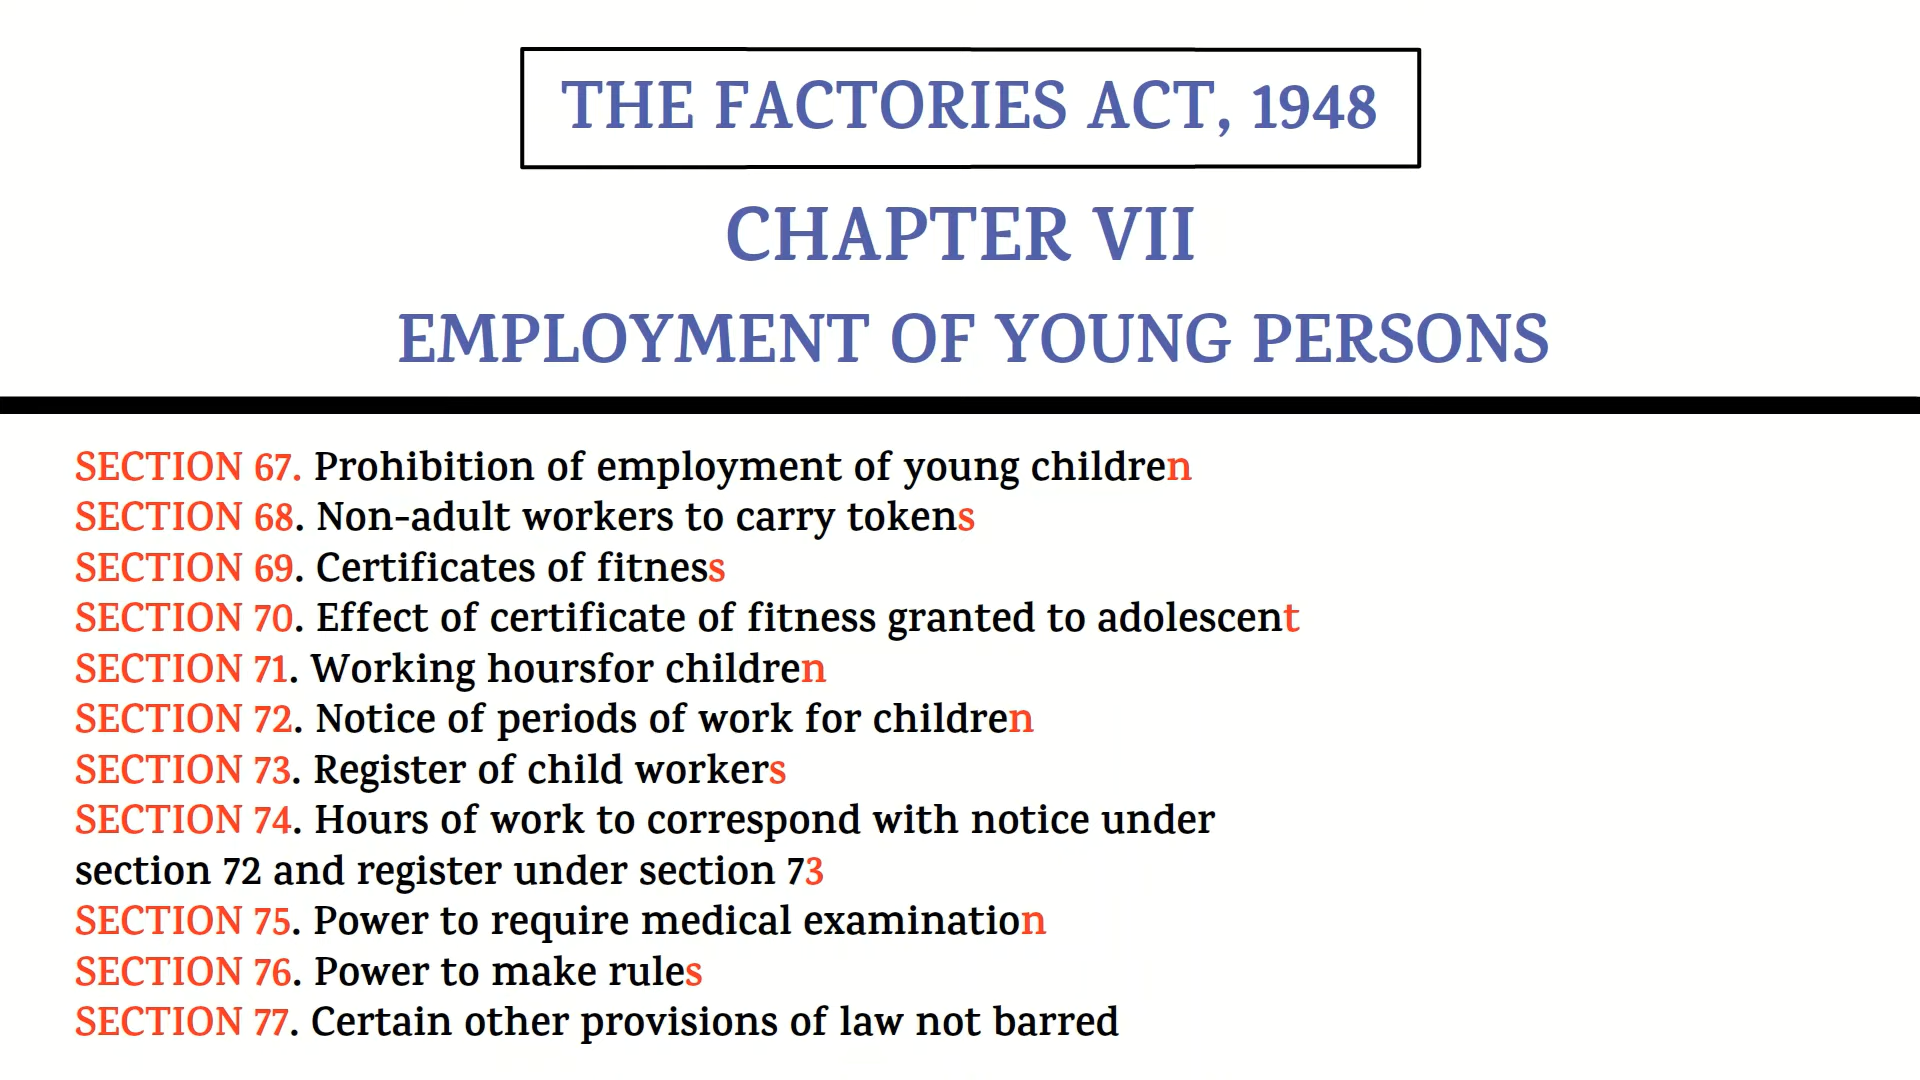 THE FACTORIES ACT, 1948
CHAPTER VII
EMPLOYMENT OF YOUNG PERSONS
SECTION 67. Prohibition of employment of young children
SECTION 68. Non-adult workers to carry tokens
SECTION 69. Certificates of fitness
SECTION 70. Effect of certificate of fitness granted to adolescent
SECTION 71. Working hoursfor children
SECTION 72. Notice of periods of work for children
SECTION 73. Register of child workers
SECTION 74. Hours of work to correspond with notice under
section 72 and register under section 73
SECTION 75. Power to require medical examination
SECTION 76. Power to make rules
SECTION 77. Certain other provisions of law not barred